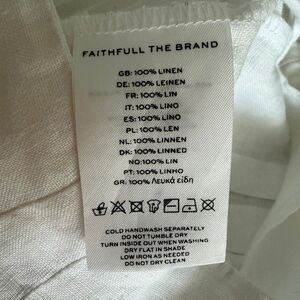 FAITHFULL THE BRAND
GB: 100% LINEN
DE: 100% LEINEN
FR: 100% LIN
IT: 100% LINO
ES: 100% LINO
PL: 100% LEN
NL: 100% LINNEN
DK: 100% LINNED
NO: 100% LIN
PT: 100% LINHO
GR: 100% Λευκά είδη
COLD HANDWASH SEPARATELY
DO NOT TUMBLE DRY
TURN INSIDE OUT WHEN WASHING
DRY FLAT IN SHADE
LOW IRON AS NEEDED
DO NOT DRY CLEAN